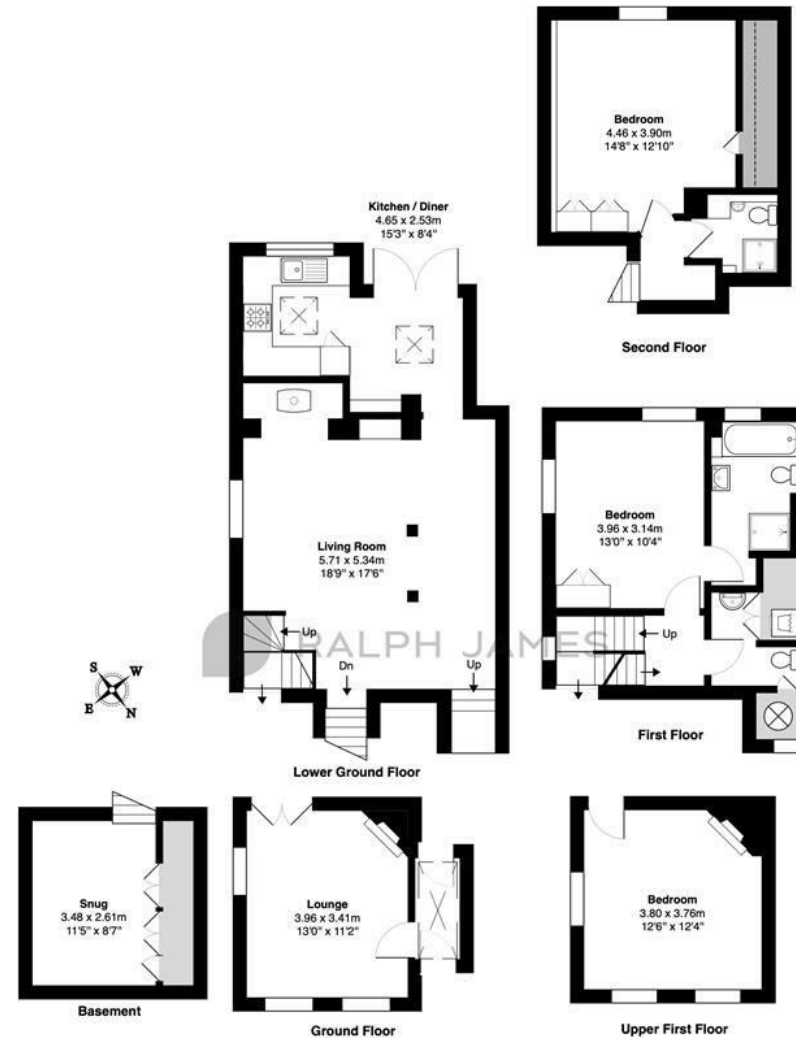 Bedroom
4.46 x 3.90m
14'8" x 12'10"
Second Floor
Kitchen / Diner
4.65 x 2.53m
15'3" x 8'4"
Living Room
5.71 x 5.34m
18'9" x 17'6"
Up
Dn
Up
Lower Ground Floor
RALPH JAMES
Bedroom
3.96 x 3.14m
13'0" x 10'4"
Up
First Floor
S
W
E
N
Snug
3.48 x 2.61m
11'5" x 8'7"
Basement
Lounge
3.96 x 3.41m
13'0" x 11'2"
Ground Floor
Bedroom
3.80 x 3.76m
12'6" x 12'4"
Upper First Floor